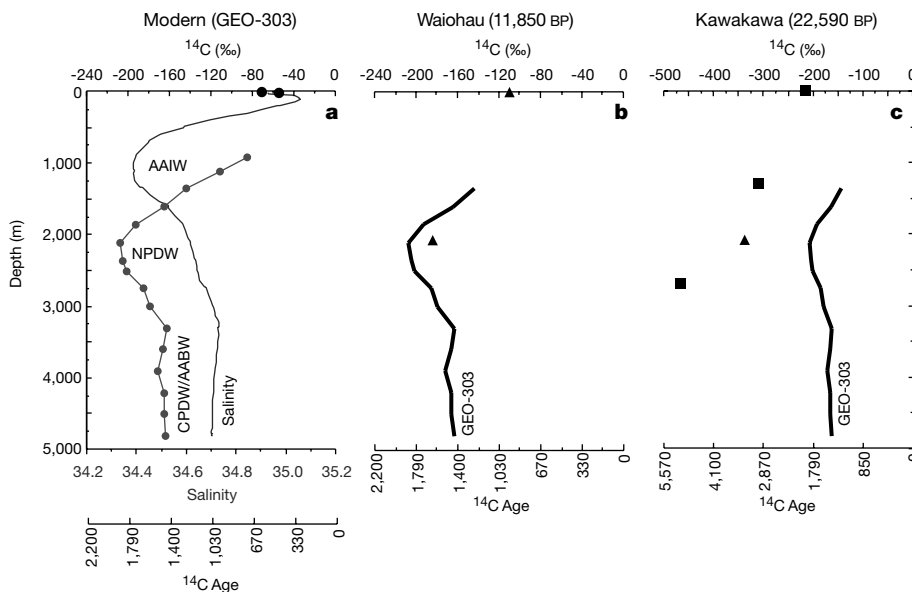 Modern (GEO-303)
14C (‰)
-240 -200 -160 -120 -80 -40 0
a
0
1,000
2,000
3,000
4,000
5,000
Depth (m)
AAIW
NPDW
CPDW/AABW
Salinity
34.2 34.4 34.6 34.8 35.0 35.2
Salinity
2,200 1,790 1,400 1,030 670 330 0
14C Age
Waiohau (11,850 BP)
14C (‰)
-240 -200 -160 -120 -80 -40 0
b
GEO-303
2,200 1,790 1,400 1,030 670 330 0
14C Age
Kawakawa (22,590 BP)
14C (‰)
-500 -400 -300 -200 -100 0
c
GEO-303
5,570 4,100 2,870 1,790 850 0
14C Age